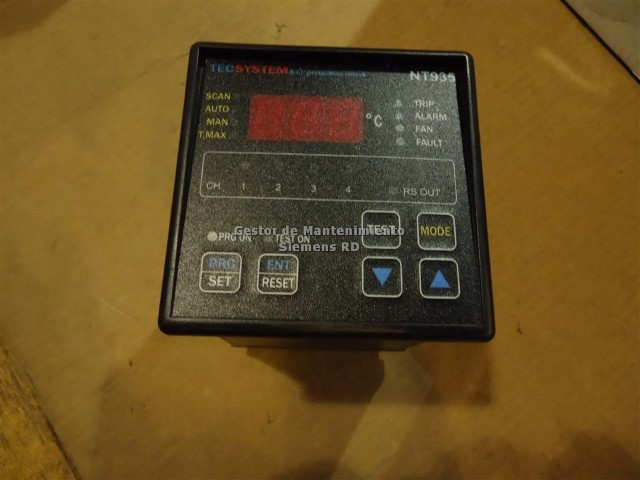 TECSYSTEM
NT935
SCAN
AUTO
MAN
T.MAX
°C
TRIP
ALARM
FAN
FAULT
CH 1 2 3 4 RS OUT
Gestor de Mantenimiento
Siemens RD
PRG ON TEST ON
TEST
MODE
PRG
SET
ENT
RESET